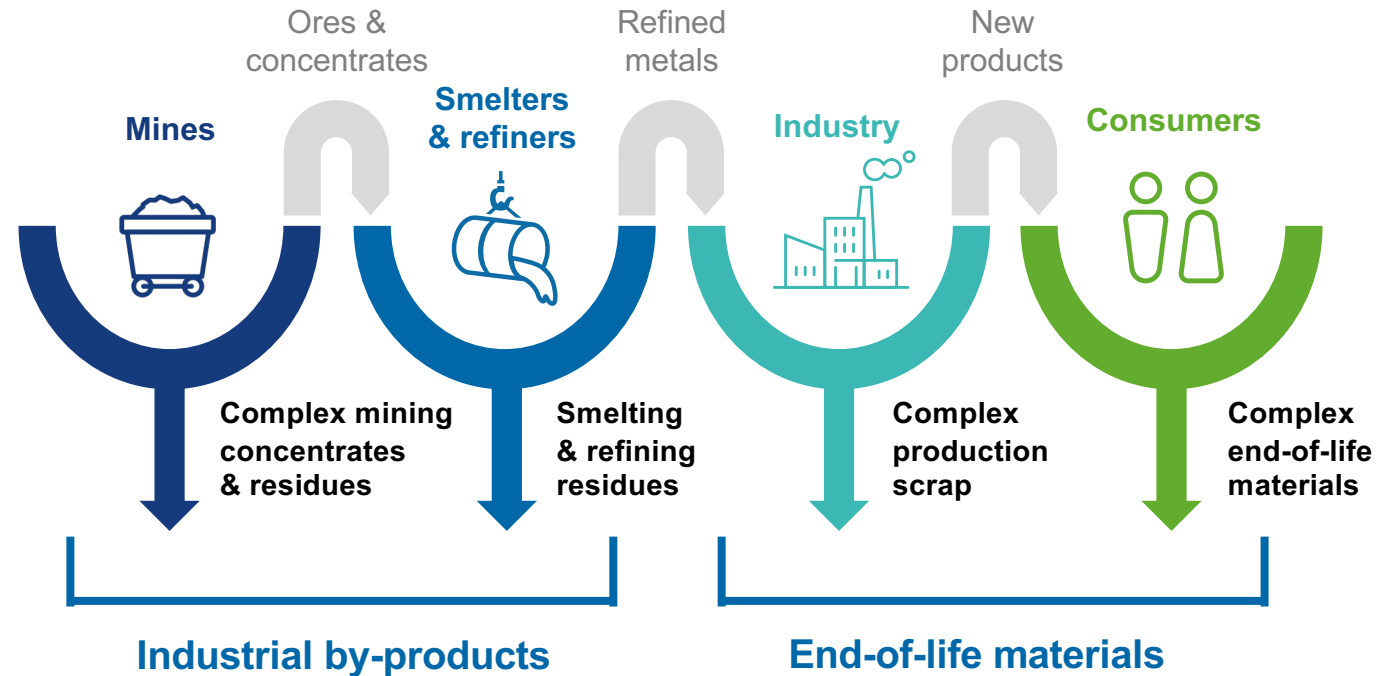 Ores &
concentrates
Refined
metals
New
products
Mines
Smelters
& refiners
Industry
Consumers
Complex mining
concentrates
& residues
Smelting
& refining
residues
Complex
production
scrap
Complex
end-of-life
materials
Industrial by-products
End-of-life materials